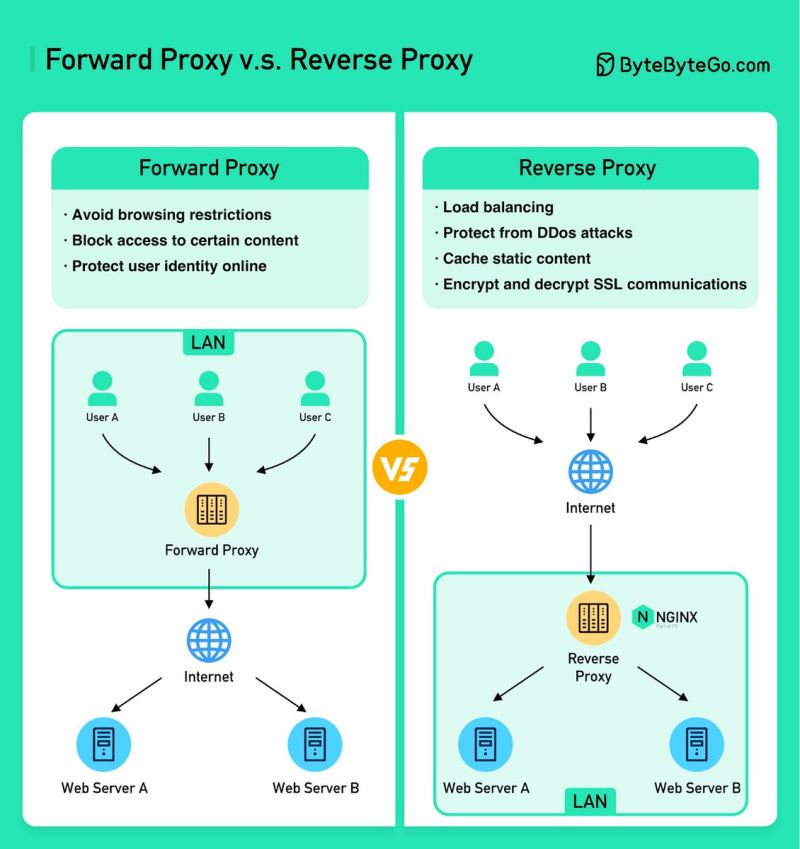 Forward Proxy v.s. Reverse Proxy
ByteByteGo.com
Forward Proxy
· Avoid browsing restrictions
· Block access to certain content
· Protect user identity online
LAN
User A
User B
User C
Forward Proxy
Internet
Web Server A
Web Server B
VS
Reverse Proxy
· Load balancing
· Protect from DDos attacks
· Cache static content
· Encrypt and decrypt SSL communications
User A
User B
User C
Internet
N NGINX
Part of F5
Reverse
Proxy
Web Server A
Web Server B
LAN